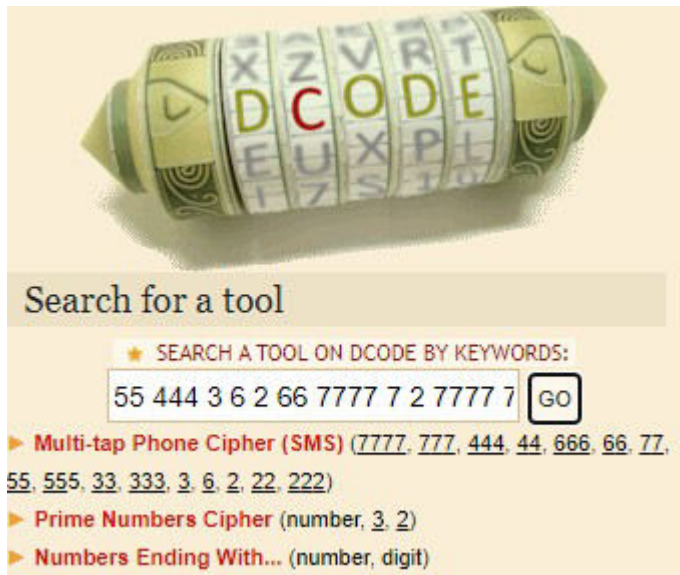 X Z V R T
D C O D E
E U X P L
Search for a tool
SEARCH A TOOL ON DCODE BY KEYWORDS:
55 444 3 6 2 66 7777 7 2 7777 7 GO
Multi-tap Phone Cipher (SMS) (7777, 777, 444, 44, 666, 66, 77,
55, 555, 33, 333, 3, 6, 2, 22, 222)
Prime Numbers Cipher (number, 3, 2)
Numbers Ending With... (number, digit)